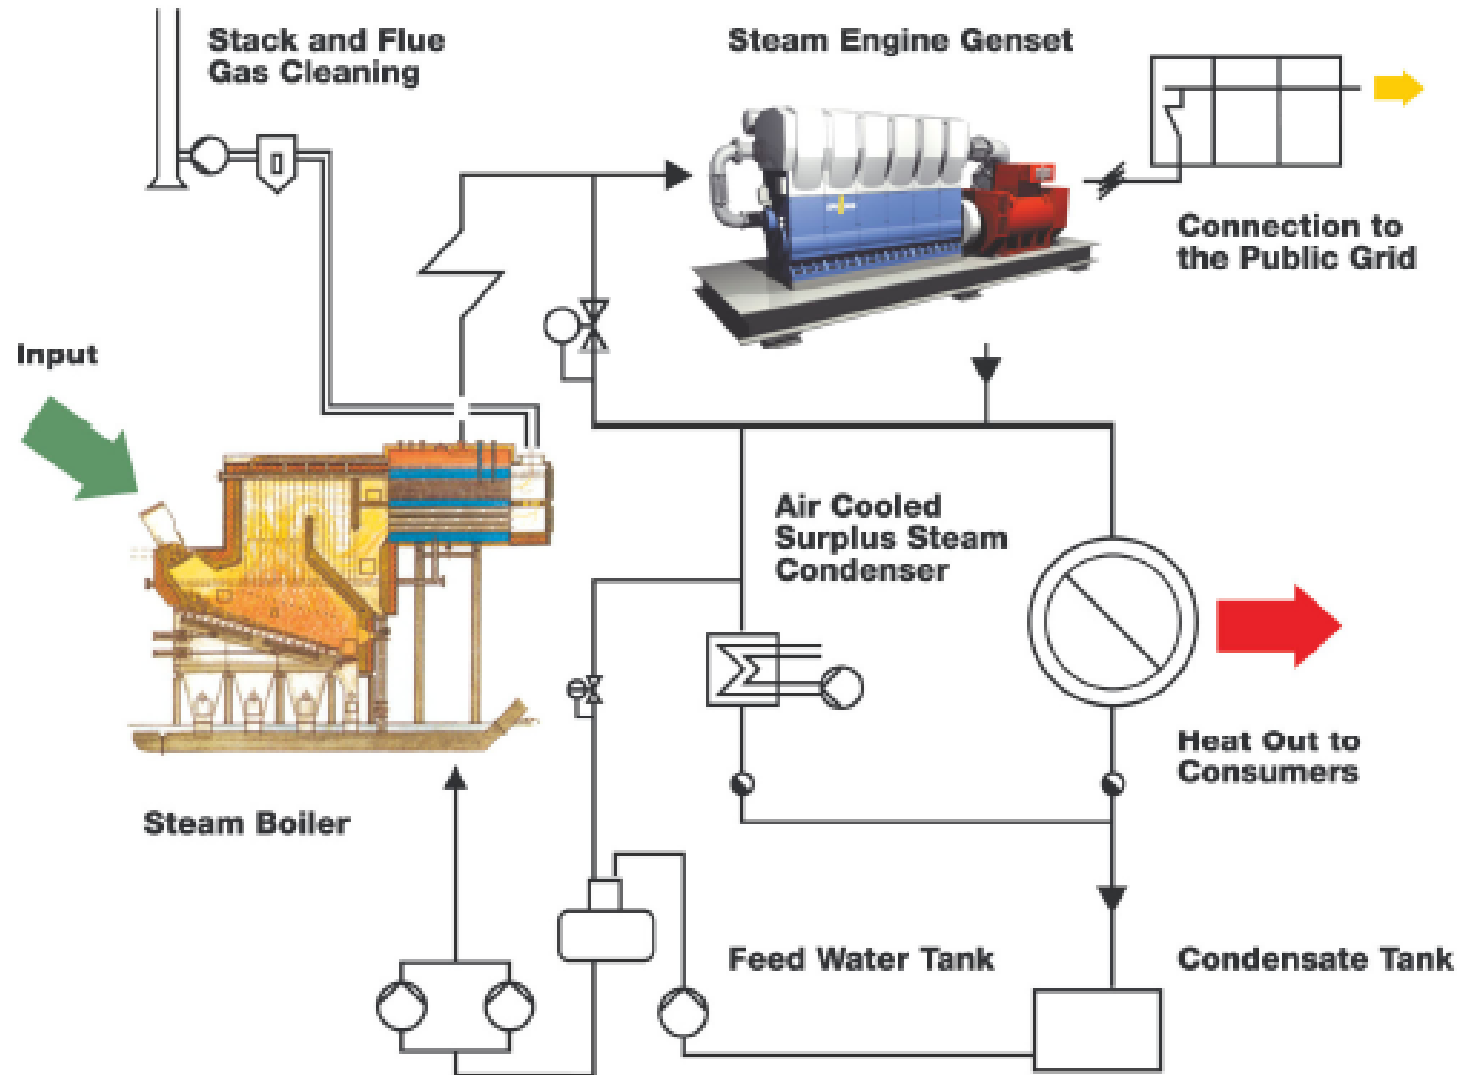 Stack and Flue
Gas Cleaning
Steam Engine Genset
Connection to
the Public Grid
Input
Air Cooled
Surplus Steam
Condenser
Heat Out to
Consumers
Steam Boiler
Feed Water Tank
Condensate Tank